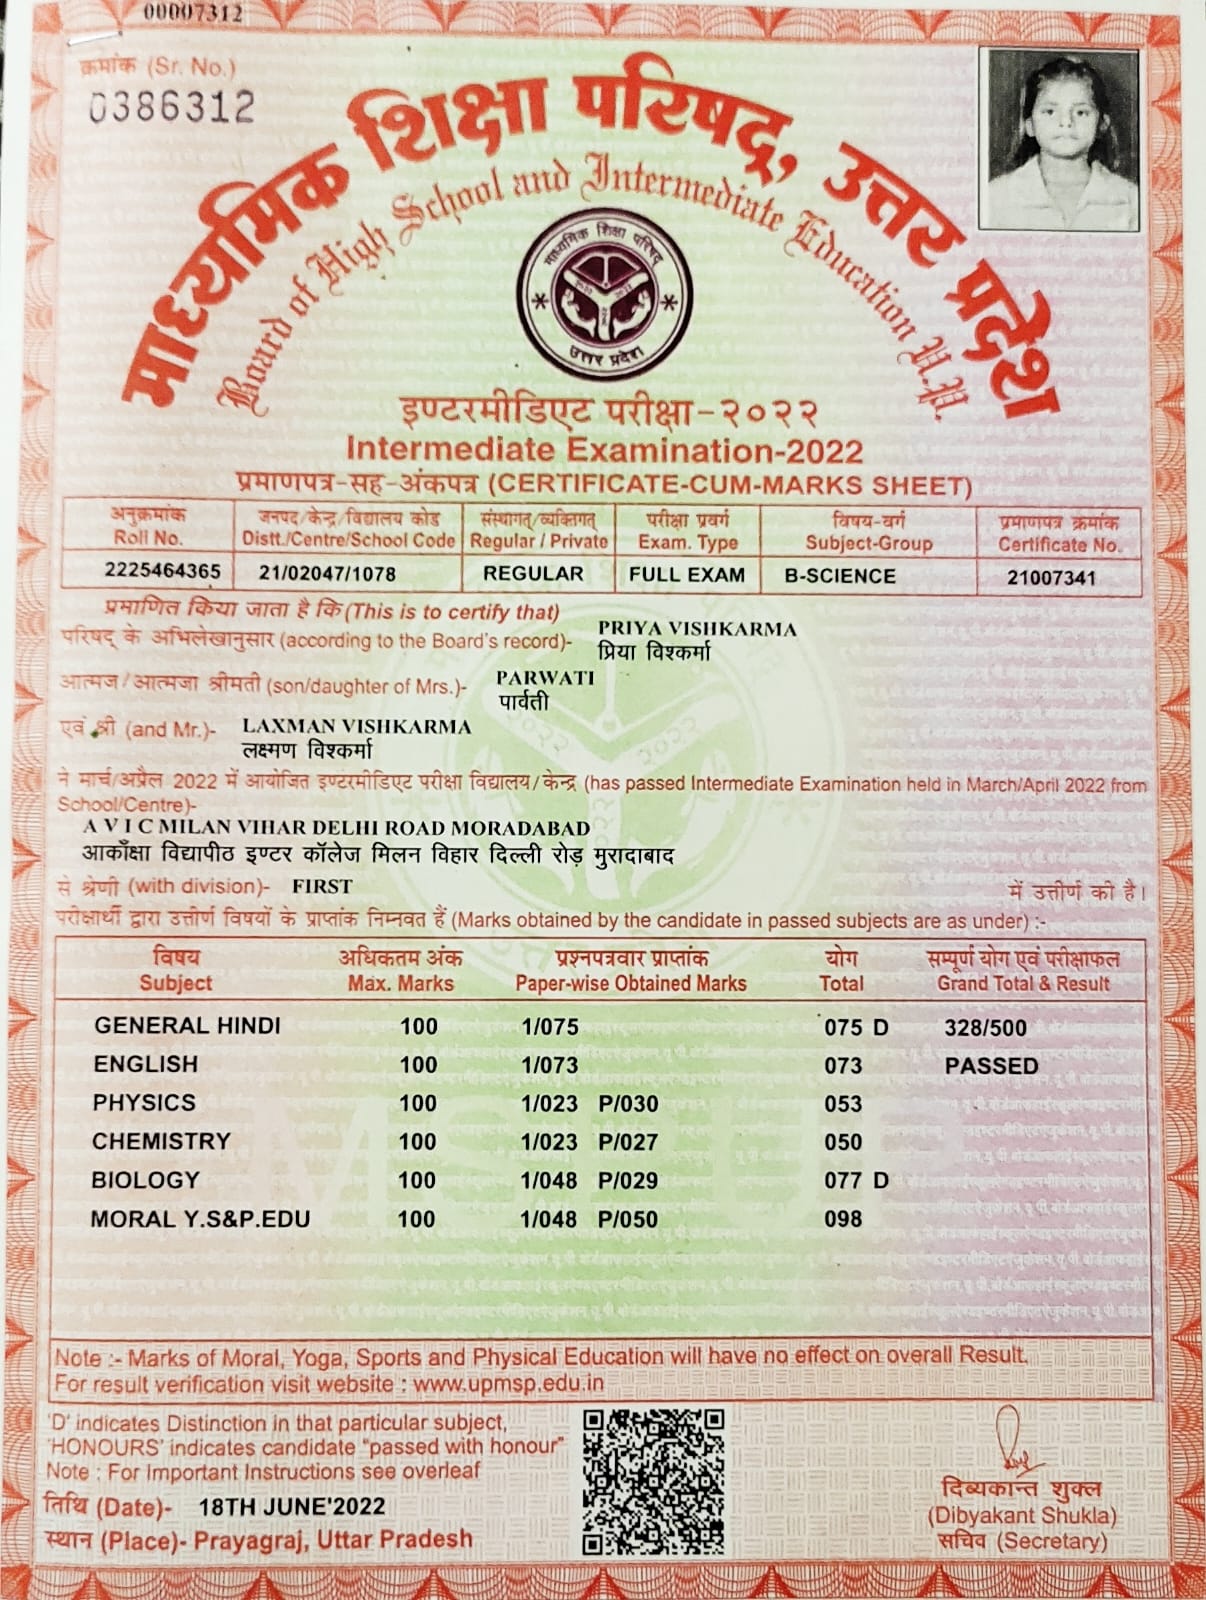 00007312
क्रमांक (Sr. No.)
0386312
माध्यमिक शिक्षा परिषद्, उत्तर प्रदेश
Board of High School and Intermediate Education U.P.
माध्यमिक शिक्षा परिषद्
उत्तर प्रदेश
इण्टरमीडिएट परीक्षा-२०२२
Intermediate Examination-2022
प्रमाणपत्र-सह-अंकपत्र (CERTIFICATE-CUM-MARKS SHEET)
अनुक्रमांक जनपद/केन्द्र/विद्यालय कोड संस्थागत्/व्यक्तिगत् परीक्षा प्रवर्ग विषय-वर्ग प्रमाणपत्र क्रमांक
Roll No. Distt./Centre/School Code Regular / Private Exam. Type Subject-Group Certificate No.
2225464365 21/02047/1078 REGULAR FULL EXAM B-SCIENCE 21007341
प्रमाणित किया जाता है कि (This is to certify that)
परिषद् के अभिलेखानुसार (according to the Board's record)- PRIYA VISHKARMA
प्रिया विश्कर्मा
आत्मज/आत्मजा श्रीमती (son/daughter of Mrs.)- PARWATI
पार्वती
एवं श्री (and Mr.)- LAXMAN VISHKARMA
लक्ष्मण विश्कर्मा
ने मार्च/अप्रैल 2022 में आयोजित इण्टरमीडिएट परीक्षा विद्यालय/केन्द्र (has passed Intermediate Examination held in March/April 2022 from
School/Centre)-
A V I C MILAN VIHAR DELHI ROAD MORADABAD
आकाँक्षा विद्यापीठ इण्टर कॉलेज मिलन विहार दिल्ली रोड़ मुरादाबाद
से श्रेणी (with division)- FIRST में उत्तीर्ण की है।
परीक्षार्थी द्वारा उत्तीर्ण विषयों के प्राप्तांक निम्नवत हैं (Marks obtained by the candidate in passed subjects are as under) :-
विषय अधिकतम अंक प्रश्नपत्रवार प्राप्तांक योग सम्पूर्ण योग एवं परीक्षाफल
Subject Max. Marks Paper-wise Obtained Marks Total Grand Total & Result
GENERAL HINDI 100 1/075 075 D 328/500
ENGLISH 100 1/073 073 PASSED
PHYSICS 100 1/023 P/030 053
CHEMISTRY 100 1/023 P/027 050
BIOLOGY 100 1/048 P/029 077 D
MORAL Y.S&P.EDU 100 1/048 P/050 098
Note :- Marks of Moral, Yoga, Sports and Physical Education will have no effect on overall Result.
For result verification visit website : www.upmsp.edu.in
'D' indicates Distinction in that particular subject,
'HONOURS' indicates candidate "passed with honour"
Note : For Important Instructions see overleaf
तिथि (Date)- 18TH JUNE'2022
स्थान (Place)- Prayagraj, Uttar Pradesh
दिब्यकान्त शुक्ल
(Dibyakant Shukla)
सचिव (Secretary)